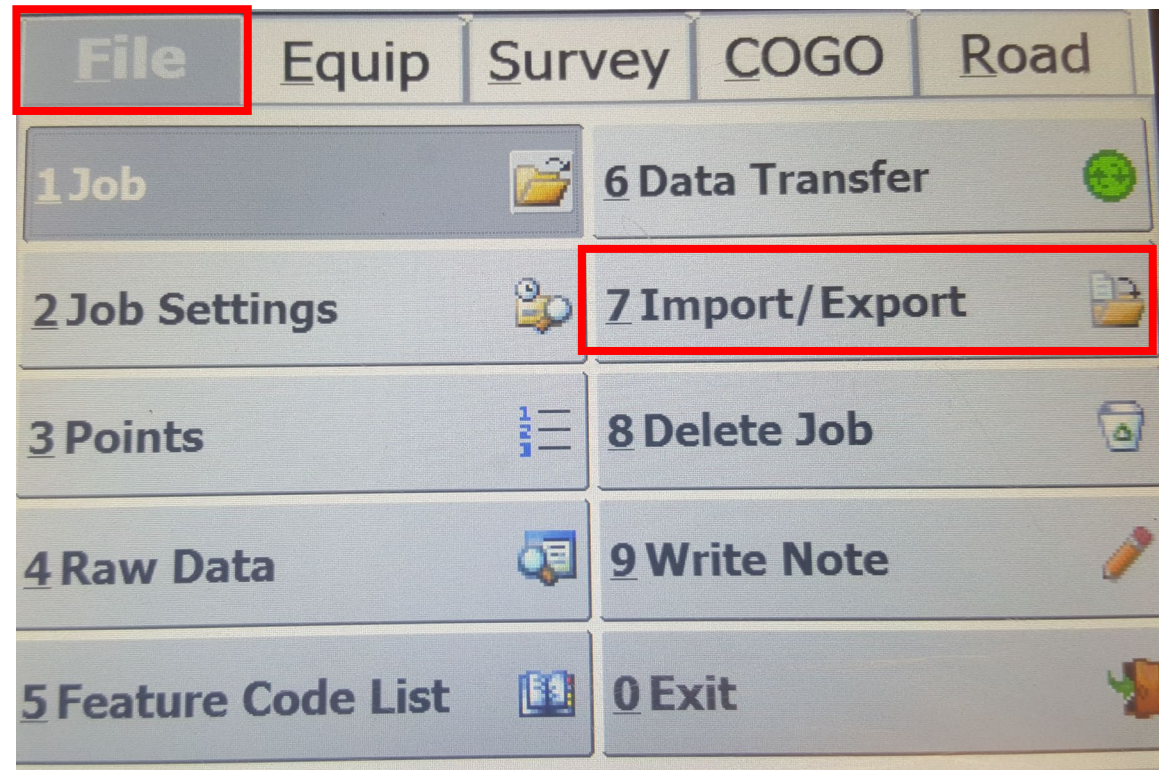 File Equip Survey COGO Road
1 Job
6 Data Transfer
2 Job Settings
7 Import/Export
3 Points
8 Delete Job
4 Raw Data
9 Write Note
5 Feature Code List
0 Exit